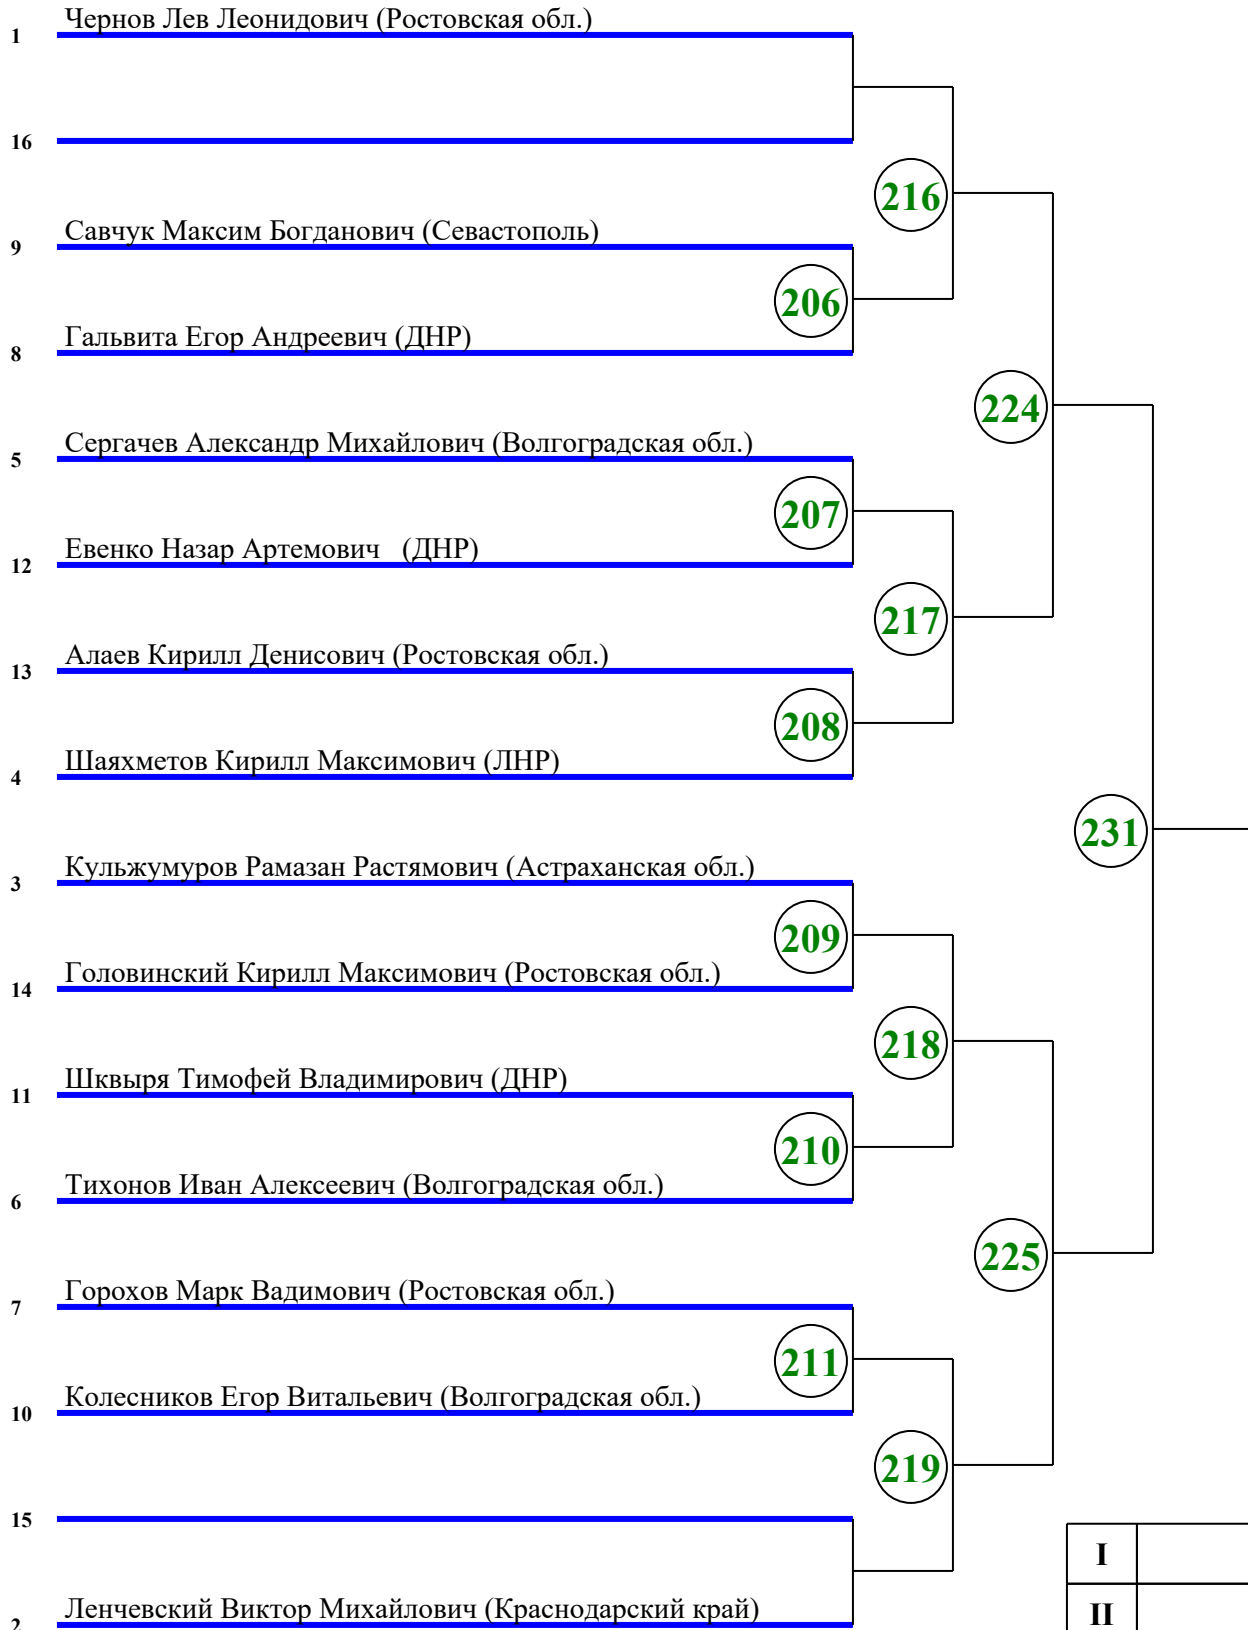 Чернов Лев Леонидович (Ростовская обл.)
1
16
216
Савчук Максим Богданович (Севастополь)
9
206
Гальвита Егор Андреевич (ДНР)
8
224
Сергачев Александр Михайлович (Волгоградская обл.)
5
207
Евенко Назар Артемович (ДНР)
12
217
Алаев Кирилл Денисович (Ростовская обл.)
13
208
Шаяхметов Кирилл Максимович (ЛНР)
4
231
Кульжумуров Рамазан Растямович (Астраханская обл.)
3
209
Головинский Кирилл Максимович (Ростовская обл.)
14
218
Шквыря Тимофей Владимирович (ДНР)
11
210
Тихонов Иван Алексеевич (Волгоградская обл.)
6
225
Горохов Марк Вадимович (Ростовская обл.)
7
211
Колесников Егор Витальевич (Волгоградская обл.)
10
219
15
I
Ленчевский Виктор Михайлович (Краснодарский край)
2
II